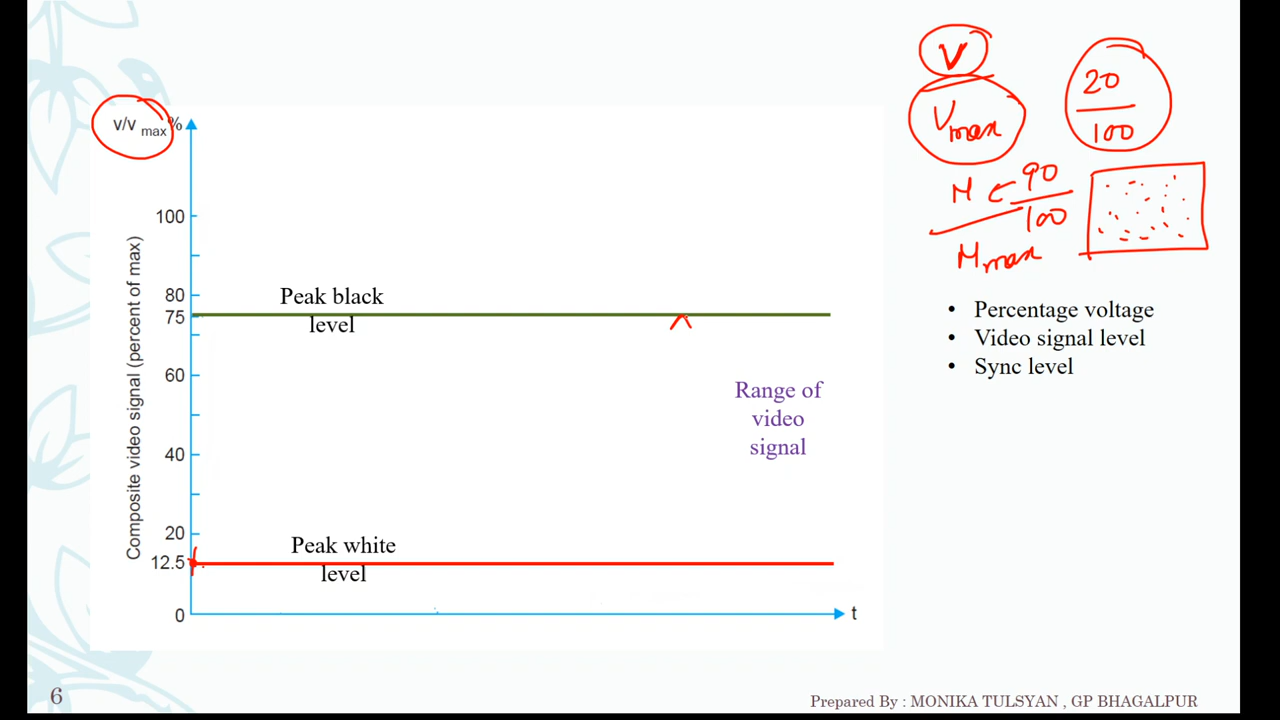 V
Vmax
20
100
v/v max %
M < 90
100
Mmax
100
80
75
60
40
20
12.5
0
Composite video signal (percent of max)
Peak black
level
Range of
video
signal
Peak white
level
t
• Percentage voltage
• Video signal level
• Sync level
6
Prepared By : MONIKA TULSYAN , GP BHAGALPUR